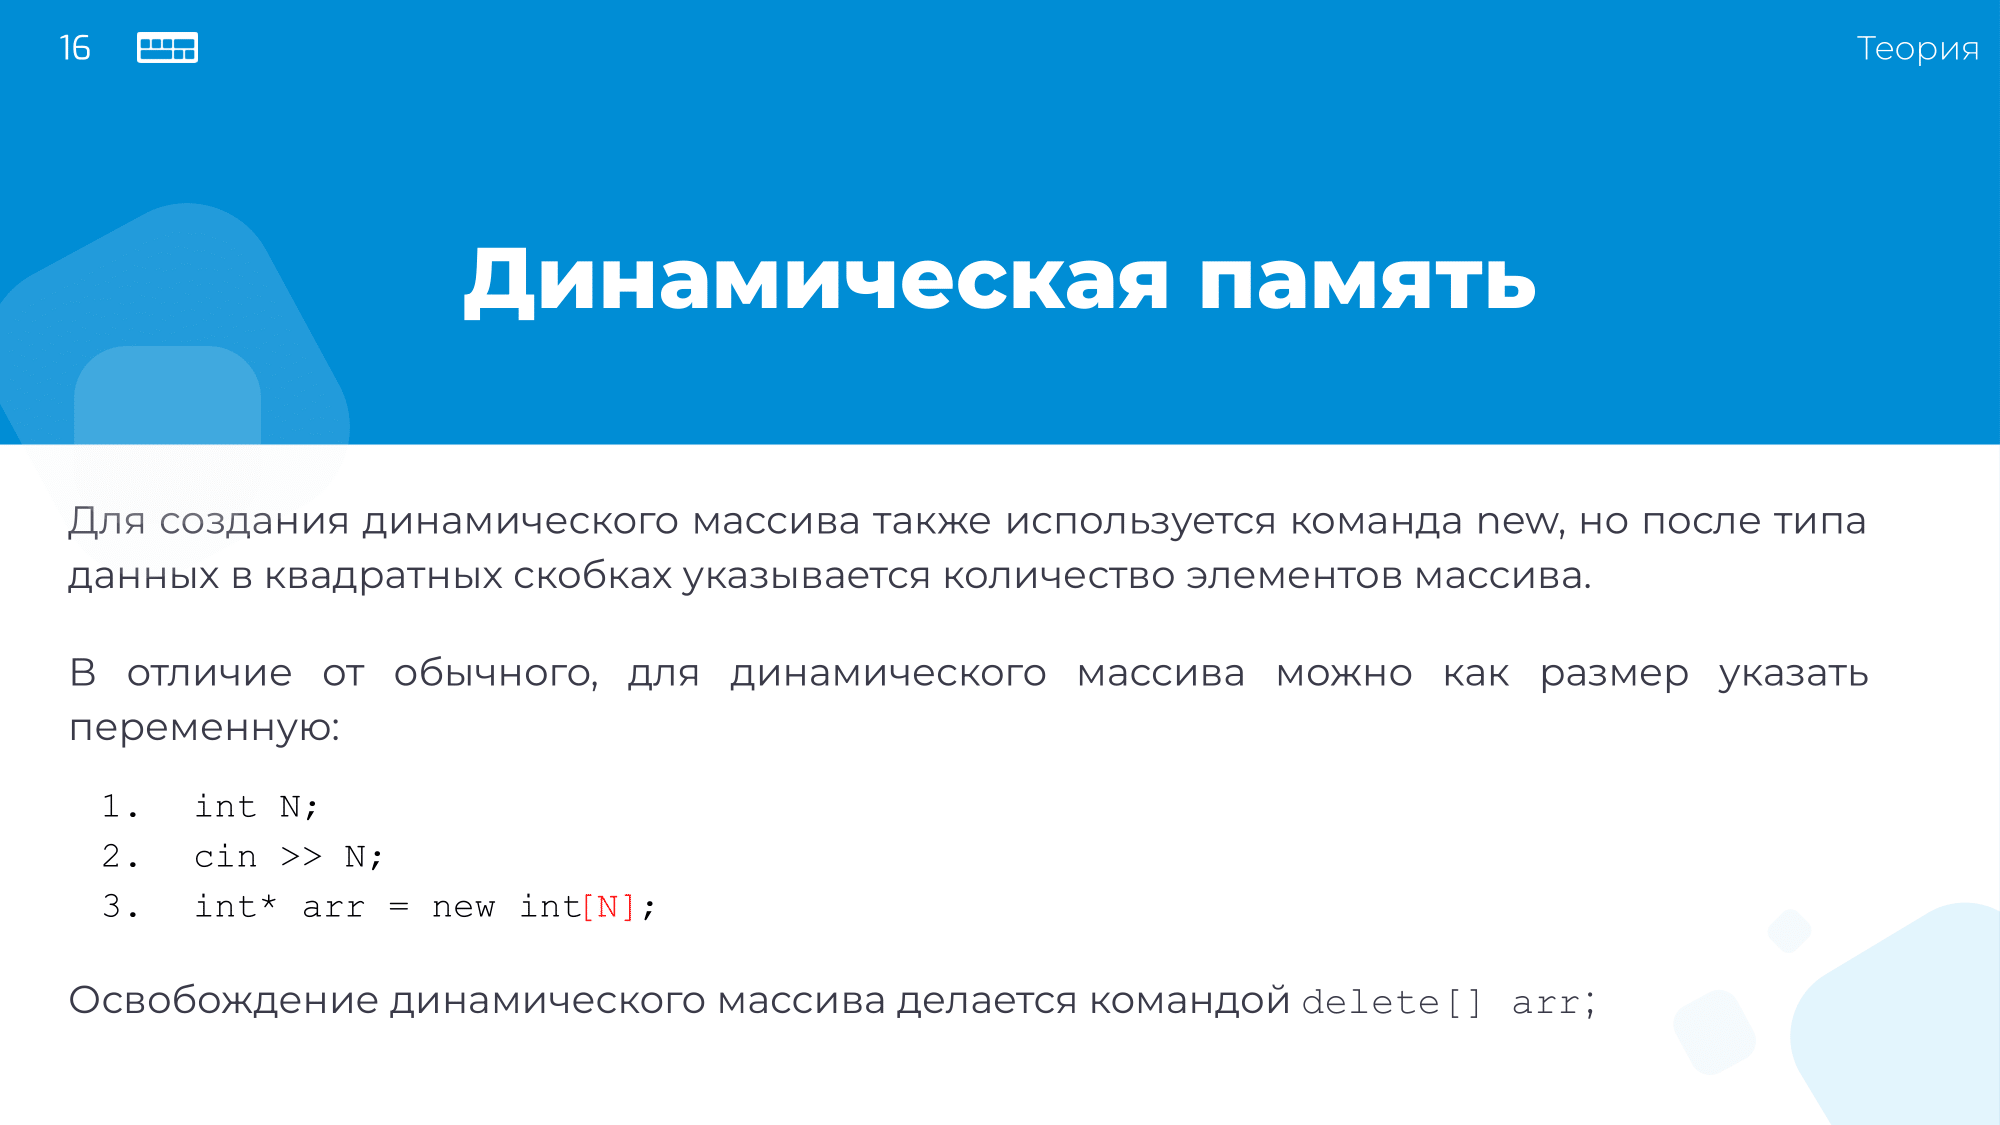 16
Теория
Динамическая память
Для создания динамического массива также используется команда new, но после типа
данных в квадратных скобках указывается количество элементов массива.
В отличие от обычного, для динамического массива можно как размер указать
переменную:
1. int N;
2. cin >> N;
3. int* arr = new int[N];
Освобождение динамического массива делается командой delete[] arr;